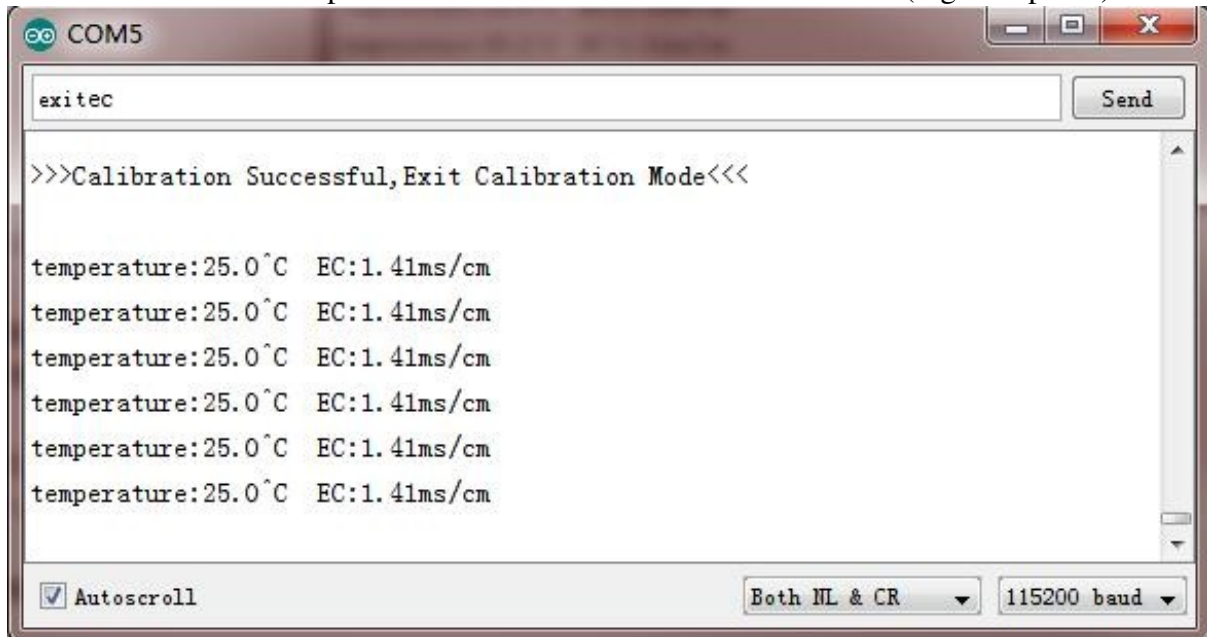 COM5
exitec
Send
>>>Calibration Successful,Exit Calibration Mode<<<
temperature:25.0^C EC:1.41ms/cm
temperature:25.0^C EC:1.41ms/cm
temperature:25.0^C EC:1.41ms/cm
temperature:25.0^C EC:1.41ms/cm
temperature:25.0^C EC:1.41ms/cm
temperature:25.0^C EC:1.41ms/cm
Autoscroll
Both NL & CR
115200 baud